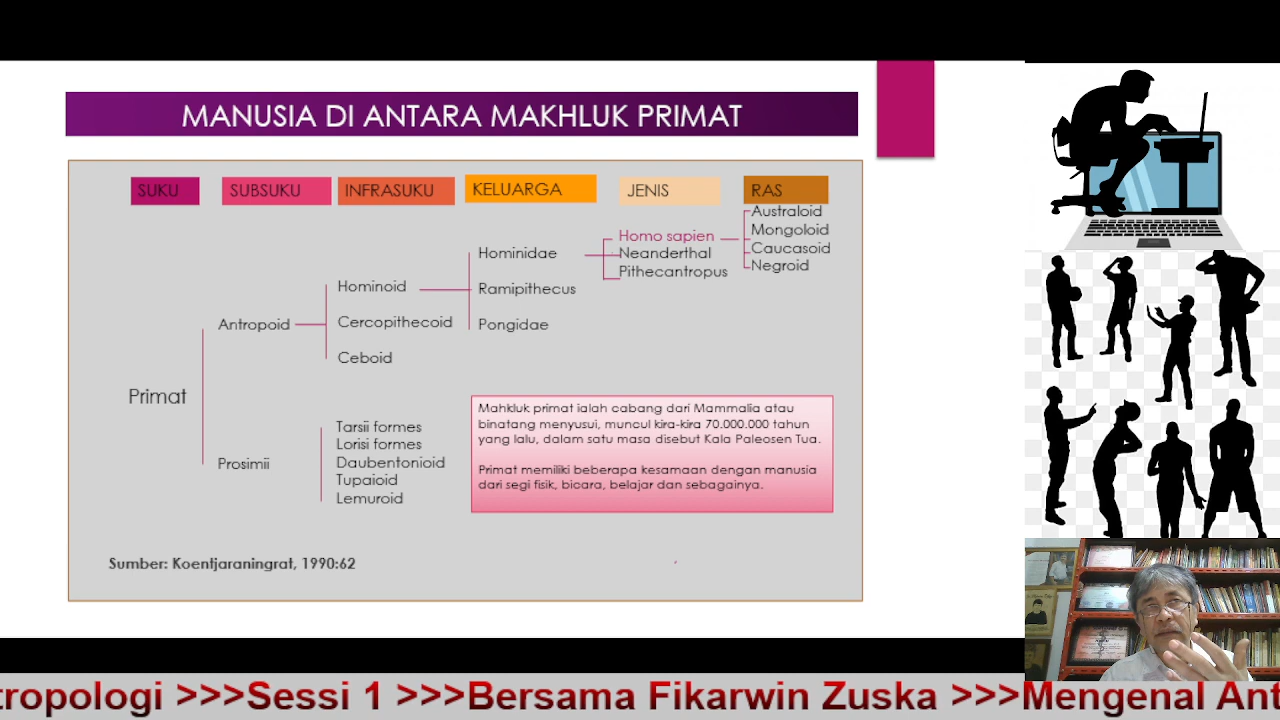 MANUSIA DI ANTARA MAKHLUK PRIMAT
SUKU
SUBSUKU
INFRASUKU
KELUARGA
JENIS
RAS
Australoid
Mongoloid
Caucasoid
Negroid
Homo sapien
Neanderthal
Pithecantropus
Hominidae
Ramipithecus
Pongidae
Hominoid
Cercopithecoid
Ceboid
Antropoid
Primat
Prosimii
Tarsii formes
Lorisi formes
Daubentonioid
Tupaioid
Lemuroid
Mahkluk primat ialah cabang dari Mammalia atau
binatang menyusui, muncul kira-kira 70.000.000 tahun
yang lalu, dalam satu masa disebut Kala Paleosen Tua.
Primat memiliki beberapa kesamaan dengan manusia
dari segi fisik, bicara, belajar dan sebagainya.
Sumber: Koentjaraningrat, 1990:62
tropologi >>>Sessi 1 >>>Bersama Fikarwin Zuska >>>Mengenal Ant